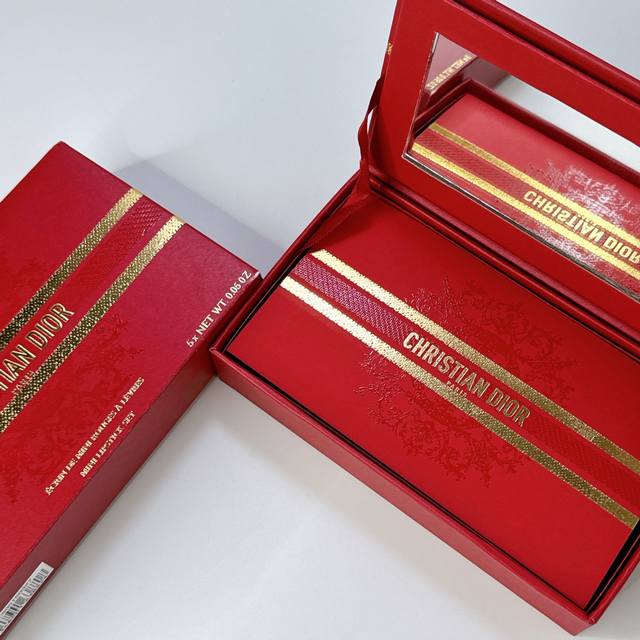 CHRISTIAN DIOR
PARIS
5 x NET WT 0.05 OZ
ÉCRIN DE MINI ROUGES À LÈVRES
MINI LIPSTICK SET
CHRISTIAN DIOR
PARIS
CHRISTIAN DIOR